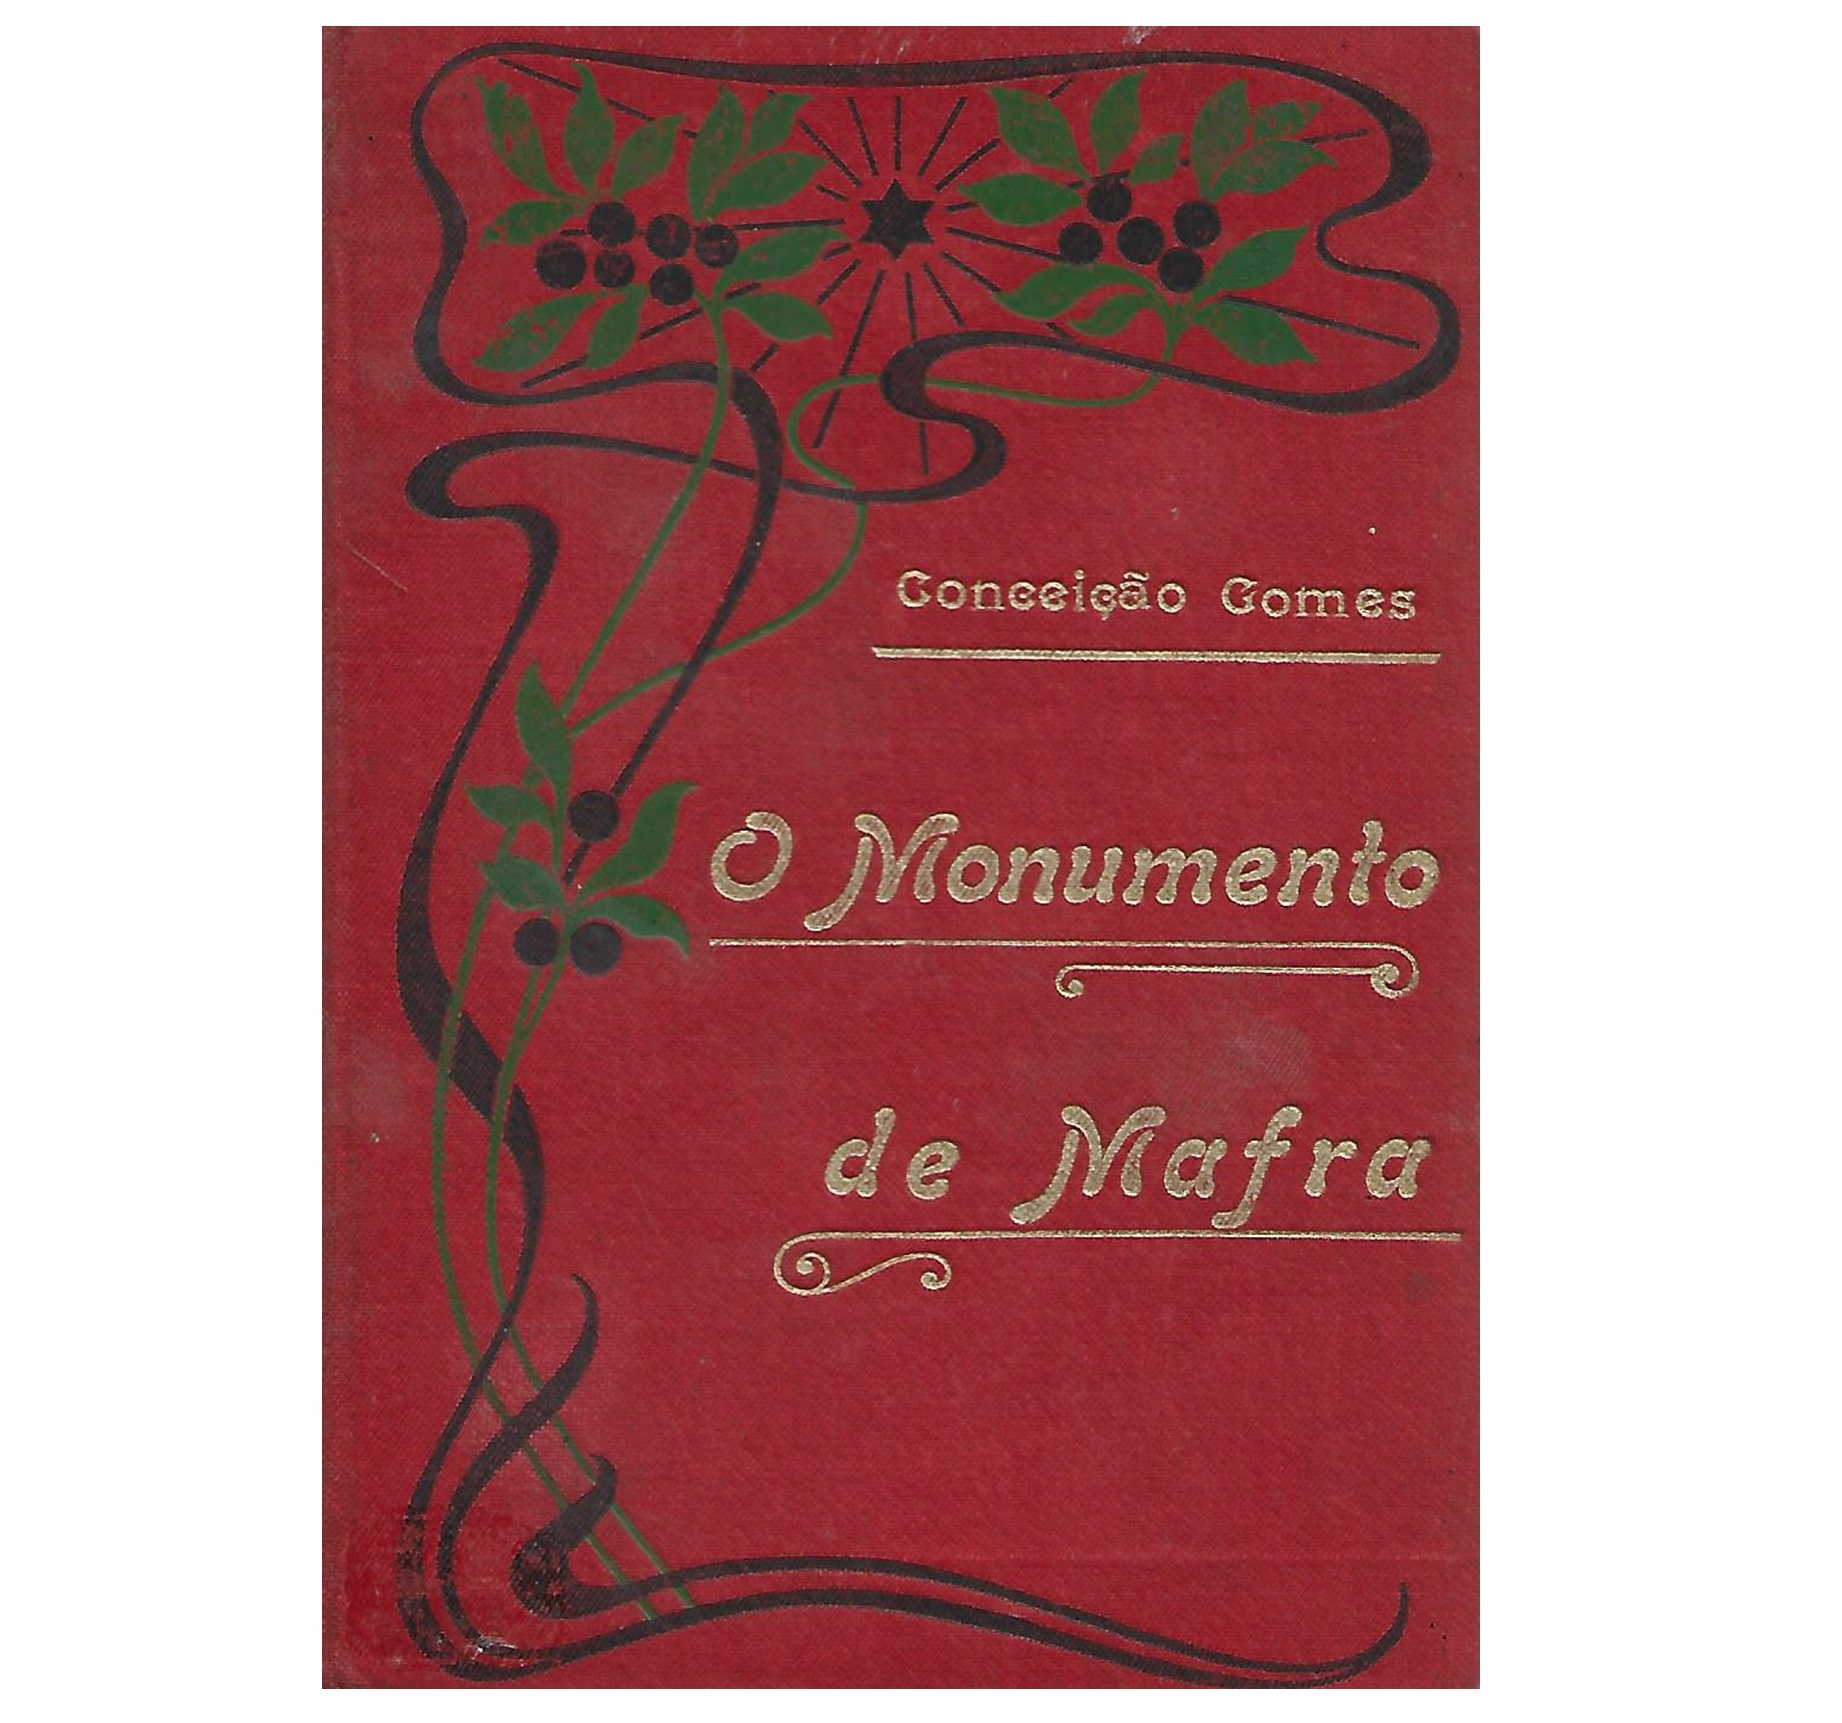 Conceição Gomes
O Monumento
de Mafra